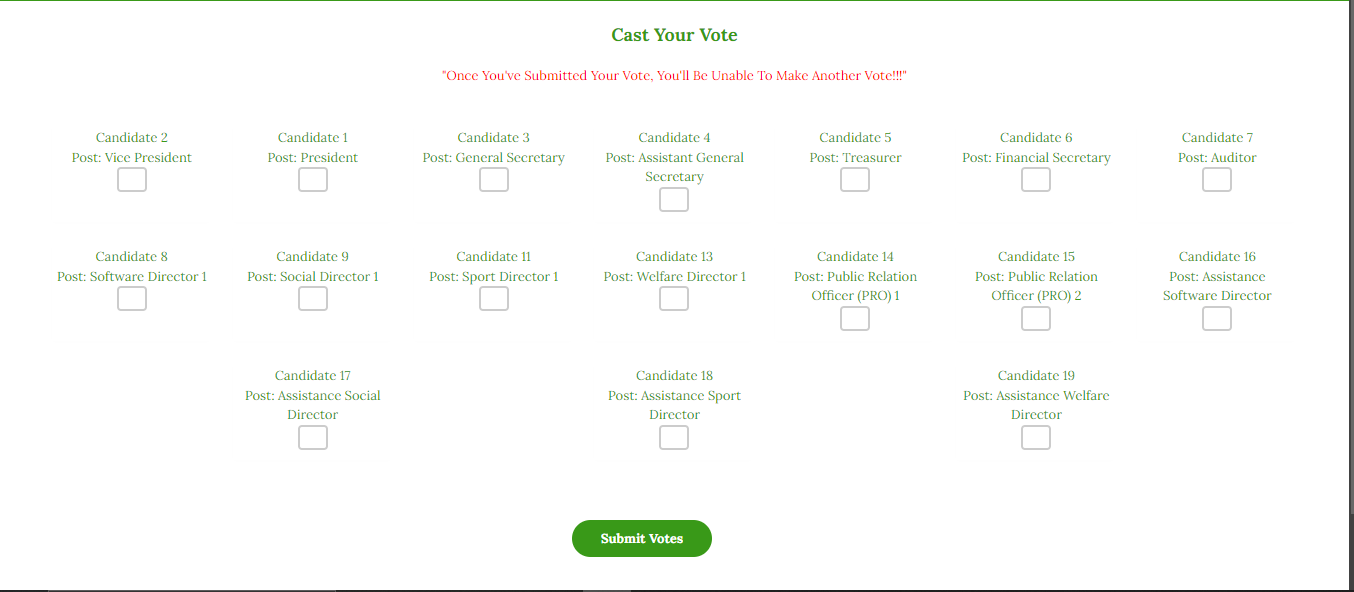 Cast Your Vote
"Once You've Submitted Your Vote, You'll Be Unable To Make Another Vote!!!"
Candidate 2
Post: Vice President
Candidate 1
Post: President
Candidate 3
Post: General Secretary
Candidate 4
Post: Assistant General
Secretary
Candidate 5
Post: Treasurer
Candidate 6
Post: Financial Secretary
Candidate 7
Post: Auditor
Candidate 8
Post: Software Director 1
Candidate 9
Post: Social Director 1
Candidate 11
Post: Sport Director 1
Candidate 13
Post: Welfare Director 1
Candidate 14
Post: Public Relation
Officer (PRO) 1
Candidate 15
Post: Public Relation
Officer (PRO) 2
Candidate 16
Post: Assistance
Software Director
Candidate 17
Post: Assistance Social
Director
Candidate 18
Post: Assistance Sport
Director
Candidate 19
Post: Assistance Welfare
Director
Submit Votes